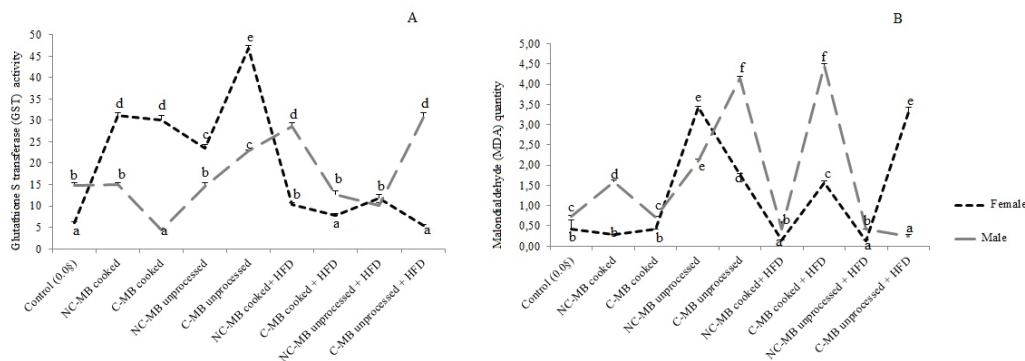 A
Glutathione S transferase (GST) activity
50
45
40
35
30
25
20
15
10
5
0
b
a
d
b
d
a
c
b
e
c
d
b
b
a
b
d
a
Control (0.0§)
NC-MB cooked
C-MB cooked
NC-MB unprocessed
C-MB unprocessed
NC-MB cooked+ HFD
C-MB cooked + HFD
NC-MB unprocessed + HFD
C-MB unprocessed + HFD
B
Malondialdehyde (MDA) quantity
5,00
4,50
4,00
3,50
3,00
2,50
2,00
1,50
1,00
0,50
0,00
c
b
d
b
c
b
e
e
f
d
b
a
f
c
b
a
e
a
Control (0.0§)
NC-MB cooked
C-MB cooked
NC-MB unprocessed
C-MB unprocessed
NC-MB cooked+ HFD
C-MB cooked + HFD
NC-MB unprocessed + HFD
C-MB unprocessed + HFD
Female
Male